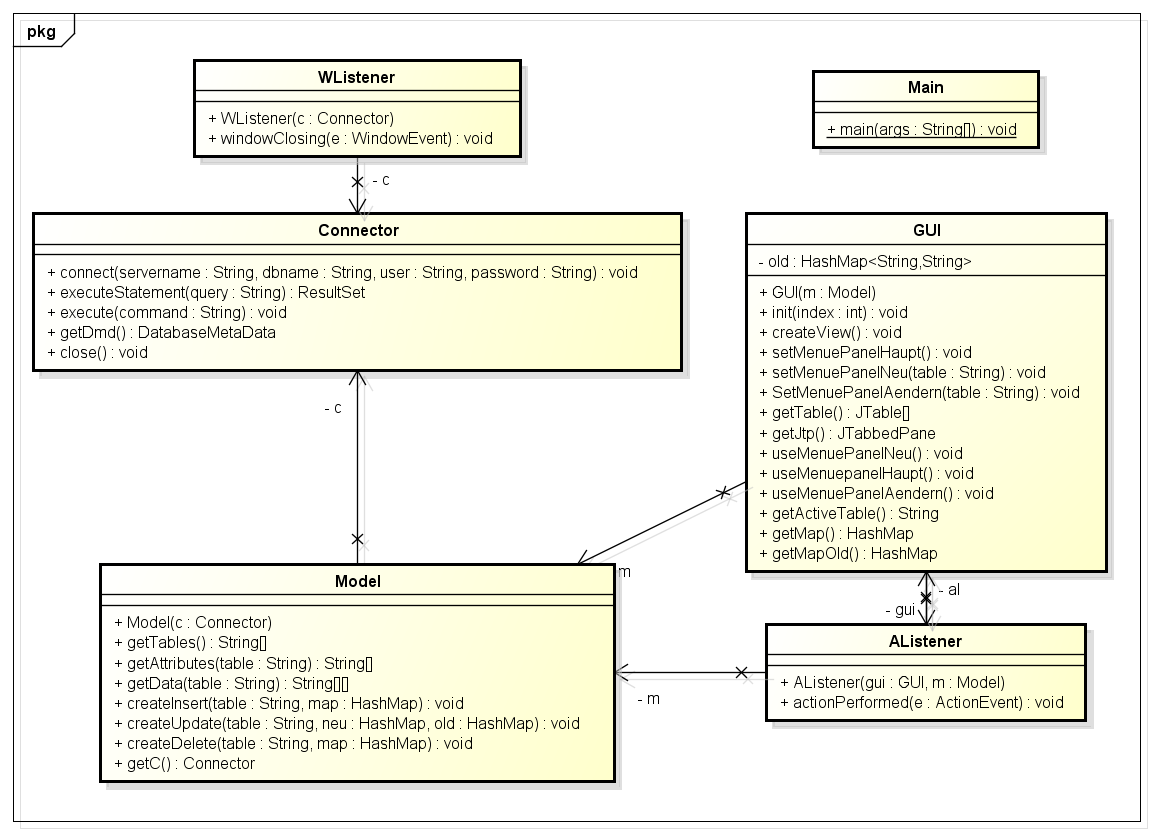 pkg
WListener
+ WListener(c : Connector)
+ windowClosing(e : WindowEvent) : void
Main
+ main(args : String[]) : void
- c
Connector
+ connect(servername : String, dbname : String, user : String, password : String) : void
+ executeStatement(query : String) : ResultSet
+ execute(command : String) : void
+ getDmd() : DatabaseMetaData
+ close() : void
GUI
- old : HashMap<String,String>
+ GUI(m : Model)
+ init(index : int) : void
+ createView() : void
+ setMenuePanelHaupt() : void
+ setMenuePanelNeu(table : String) : void
+ SetMenuePanelAendern(table : String) : void
+ getTable() : JTable[]
+ getJtp() : JTabbedPane
+ useMenuePanelNeu() : void
+ useMenuepanelHaupt() : void
+ useMenuePanelAendern() : void
+ getActiveTable() : String
+ getMap() : HashMap
+ getMapOld() : HashMap
- c
m
- al
- gui
Model
+ Model(c : Connector)
+ getTables() : String[]
+ getAttributes(table : String) : String[]
+ getData(table : String) : String[][]
+ createInsert(table : String, map : HashMap) : void
+ createUpdate(table : String, neu : HashMap, old : HashMap) : void
+ createDelete(table : String, map : HashMap) : void
+ getC() : Connector
AListener
+ AListener(gui : GUI, m : Model)
+ actionPerformed(e : ActionEvent) : void
- m